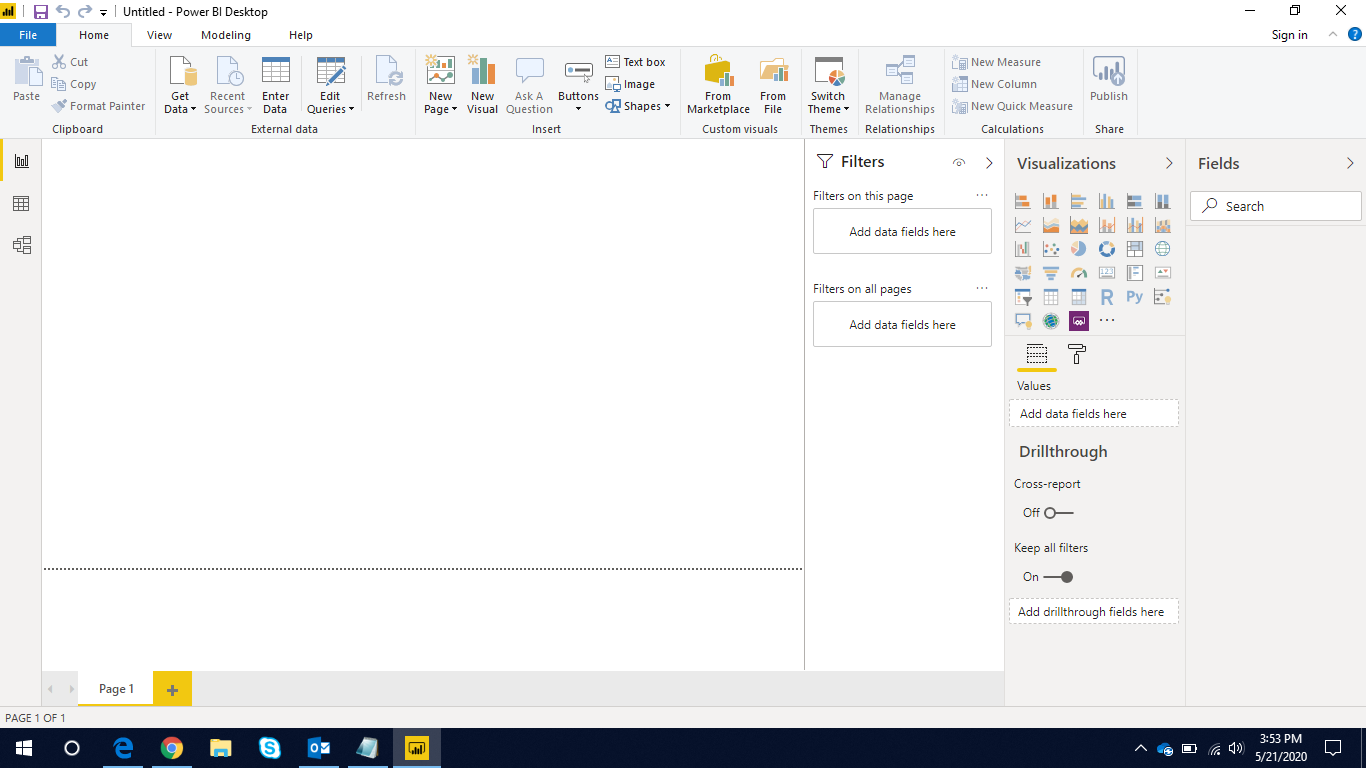 Untitled - Power BI Desktop
File Home View Modeling Help Sign in ?
Paste
Cut
Copy
Format Painter
Clipboard
Get Data
Recent Sources
Enter Data
Edit Queries
Refresh
External data
New Page
New Visual
Ask A Question
Buttons
Text box
Image
Shapes
Insert
From Marketplace
From File
Custom visuals
Switch Theme
Themes
Manage Relationships
Relationships
New Measure
New Column
New Quick Measure
Calculations
Publish
Share
Filters
Filters on this page ...
Add data fields here
Filters on all pages ...
Add data fields here
Visualizations
123
R Py
...
Values
Add data fields here
Drillthrough
Cross-report
Off
Keep all filters
On
Add drillthrough fields here
Fields
Search
Page 1 +
PAGE 1 OF 1
3:53 PM
5/21/2020